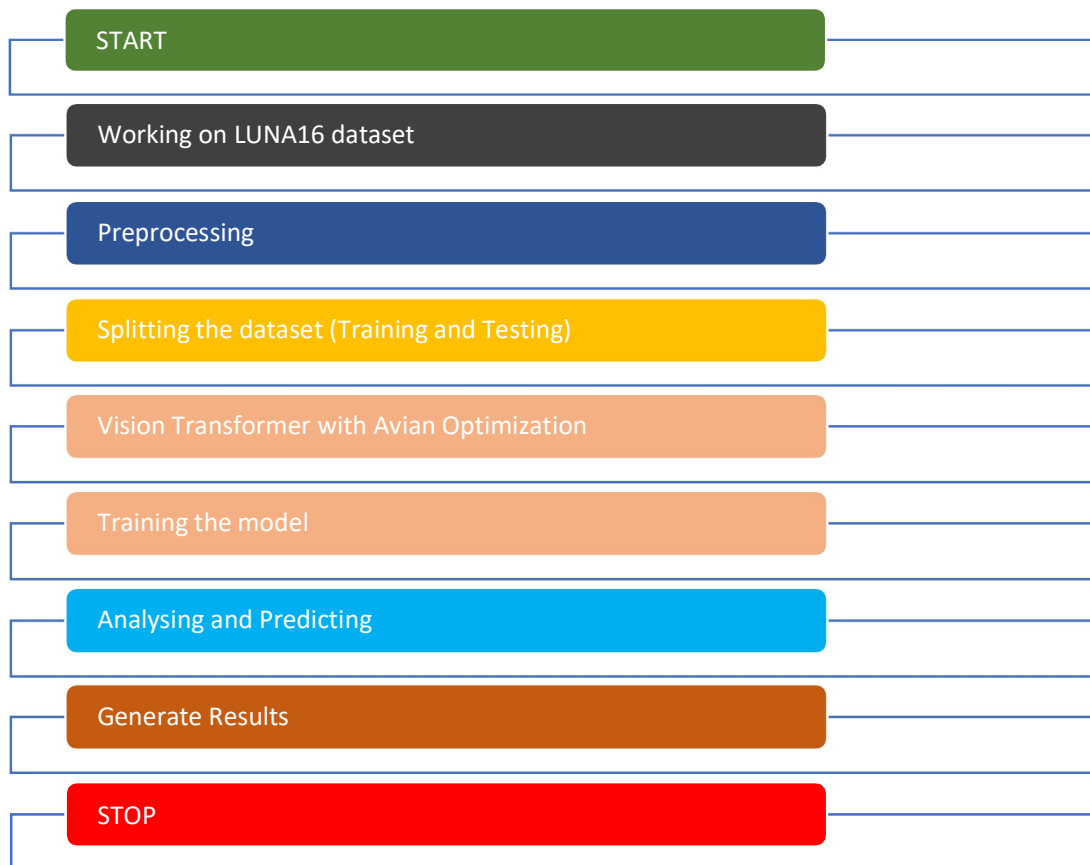 START
Working on LUNA16 dataset
Preprocessing
Splitting the dataset (Training and Testing)
Vision Transformer with Avian Optimization
Training the model
Analysing and Predicting
Generate Results
STOP